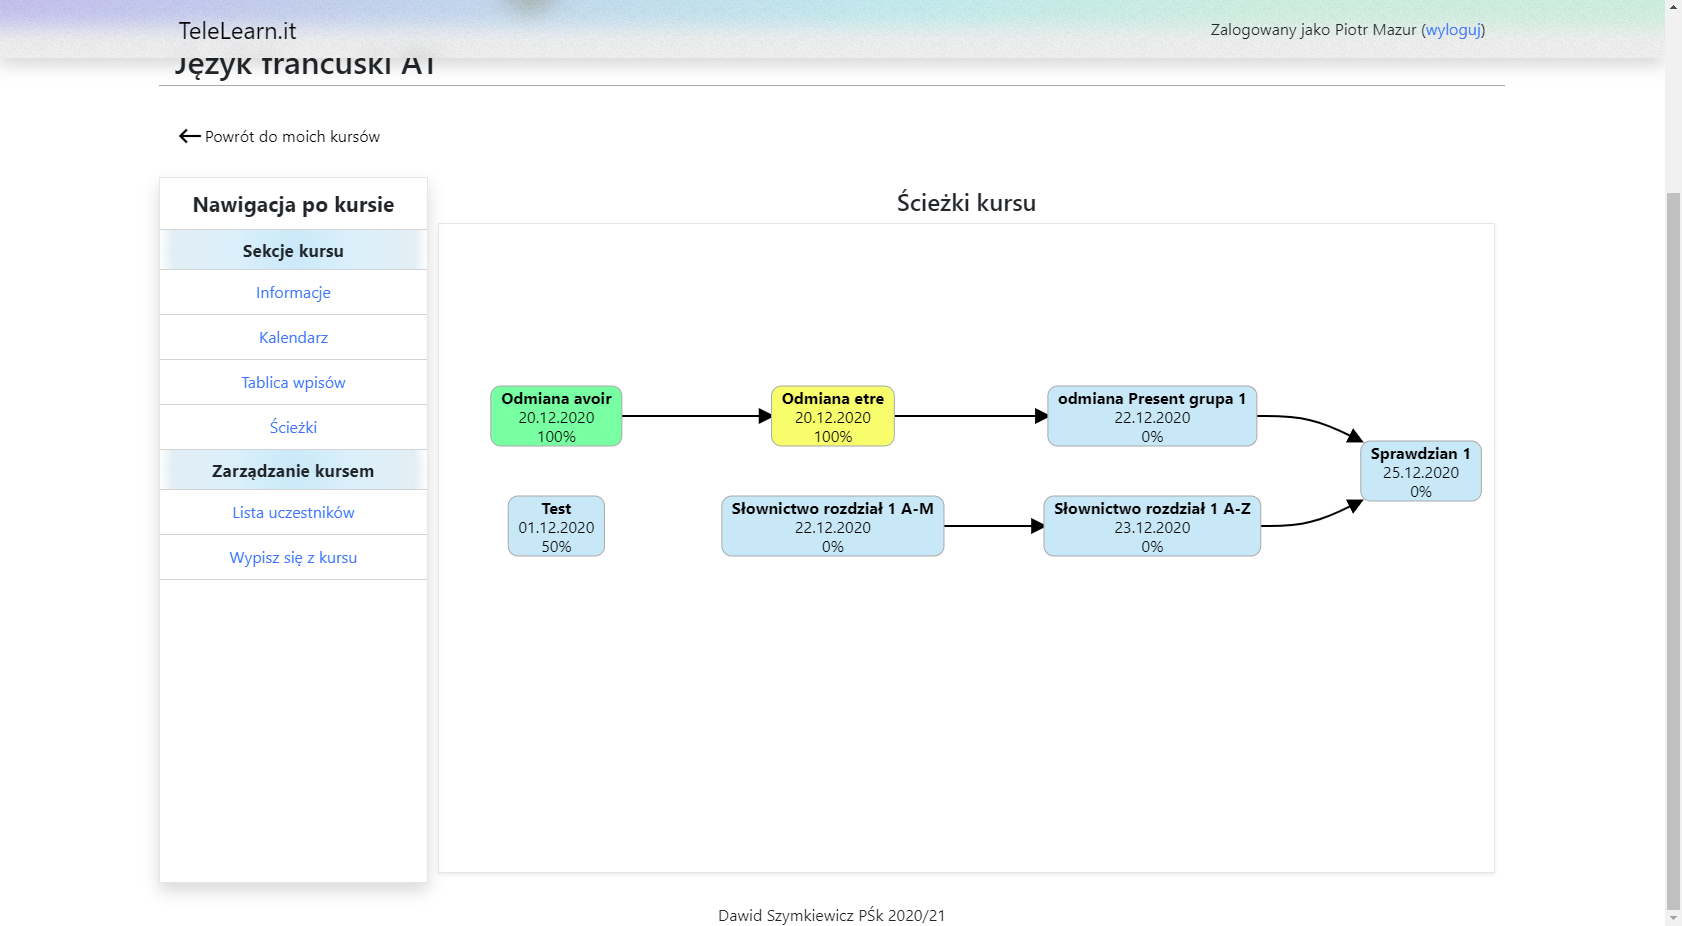 TeleLearn.it
Zalogowany jako Piotr Mazur (wyloguj)
Język francuski A1
Powrót do moich kursów
Nawigacja po kursie
Sekcje kursu
Informacje
Kalendarz
Tablica wpisów
Ścieżki
Zarządzanie kursem
Lista uczestników
Wypisz się z kursu
Ścieżki kursu
Odmiana avoir
20.12.2020
100%
Odmiana etre
20.12.2020
100%
odmiana Present grupa 1
22.12.2020
0%
Sprawdzian 1
25.12.2020
0%
Test
01.12.2020
50%
Słownictwo rozdział 1 A-M
22.12.2020
0%
Słownictwo rozdział 1 A-Z
23.12.2020
0%
Dawid Szymkiewicz PŚk 2020/21